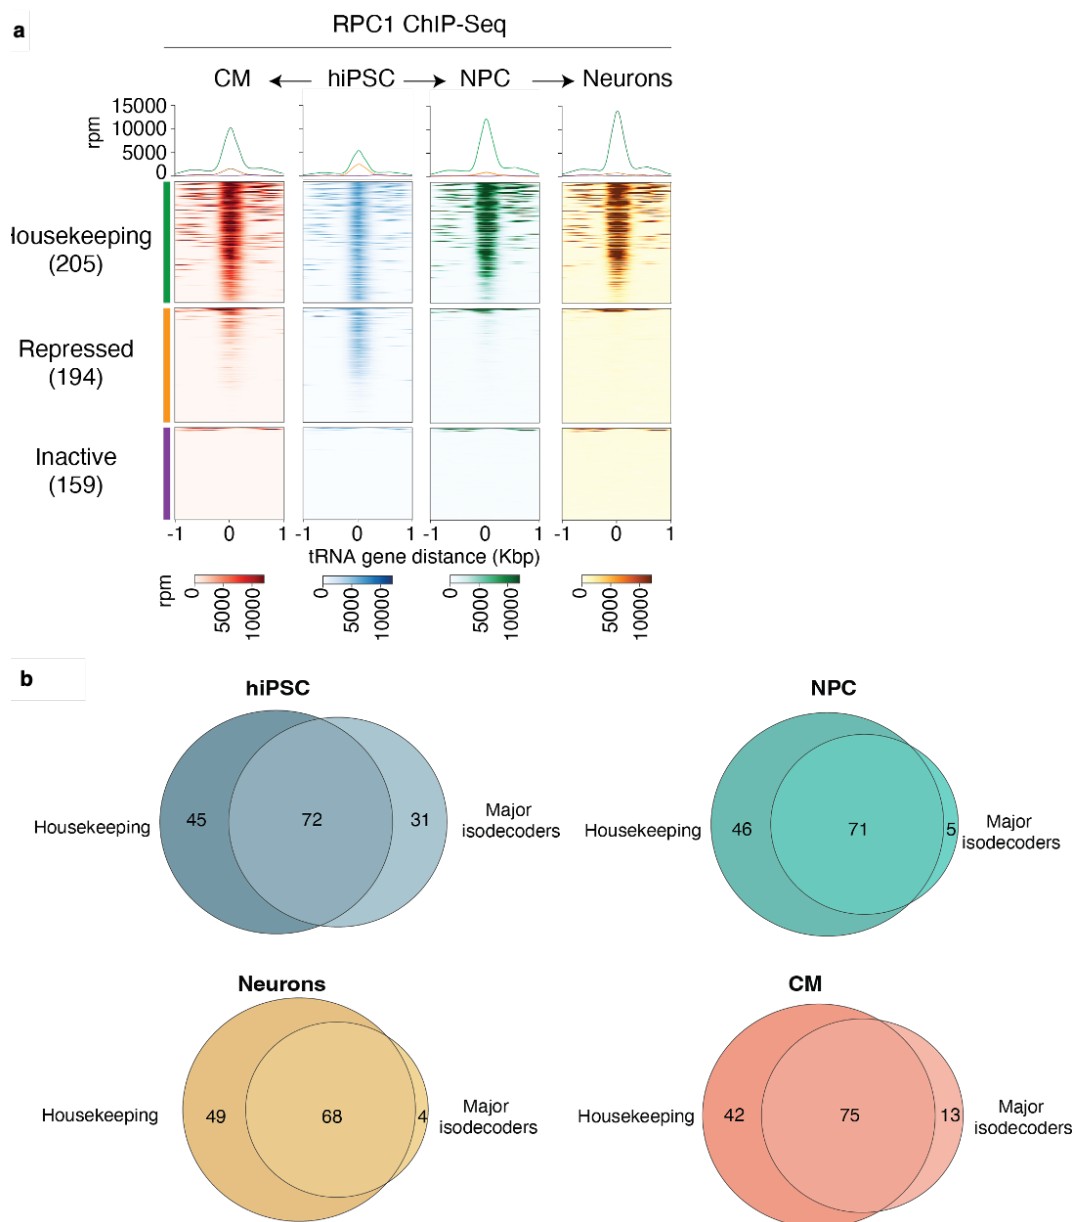 a
RPC1 ChIP-Seq
CM hiPSC NPC Neurons
15000
10000
5000
0
rpm
Housekeeping
(205)
Repressed
(194)
Inactive
(159)
-1 0 1 -1 0 1 -1 0 1 -1 0 1
tRNA gene distance (Kbp)
rpm
0 5000 10000 0 5000 10000 0 5000 10000 0 5000 10000
b
hiPSC
Housekeeping
45 72 31
Major
isodecoders
NPC
Housekeeping
46 71 5
Major
isodecoders
Neurons
Housekeeping
49 68 4
Major
isodecoders
CM
Housekeeping
42 75 13
Major
isodecoders